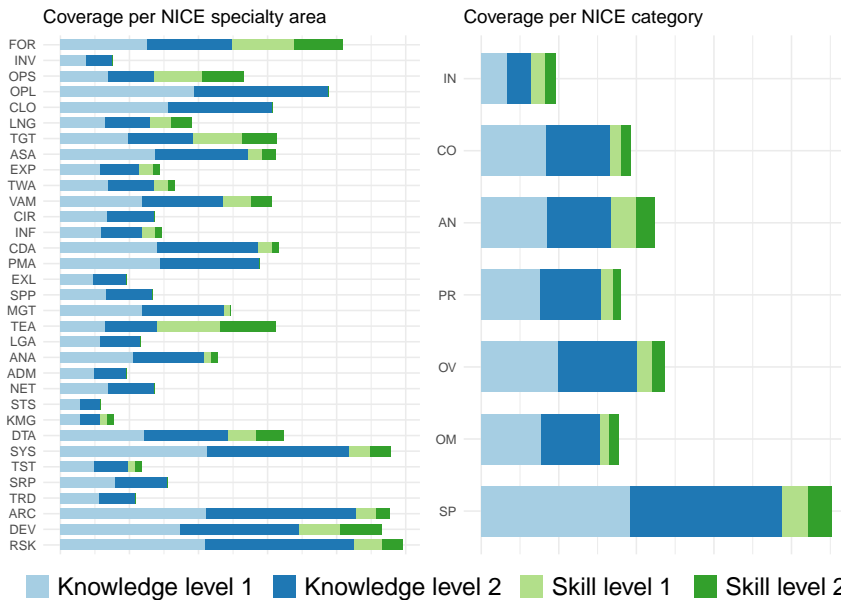 Coverage per NICE specialty area
FOR
INV
OPS
OPL
CLO
LNG
TGT
ASA
EXP
TWA
VAM
CIR
INF
CDA
PMA
EXL
SPP
MGT
TEA
LGA
ANA
ADM
NET
STS
KMG
DTA
SYS
TST
SRP
TRD
ARC
DEV
RSK
Coverage per NICE category
IN
CO
AN
PR
OV
OM
SP
Knowledge level 1 Knowledge level 2 Skill level 1 Skill level 2